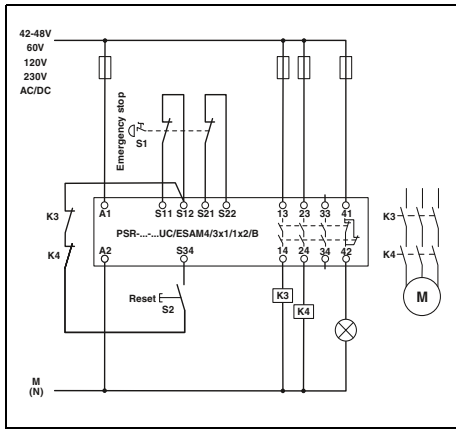 42-48V
60V
120V
230V
AC/DC
Emergency stop
S1
S11 S12 S21 S22
A1
13 23 33 41
K3
K4
PSR-...-...UC/ESAM4/3x1/1x2/B
A2
S34
14 24 34 42
Reset
S2
K3
K4
K3
K4
M
M
(N)